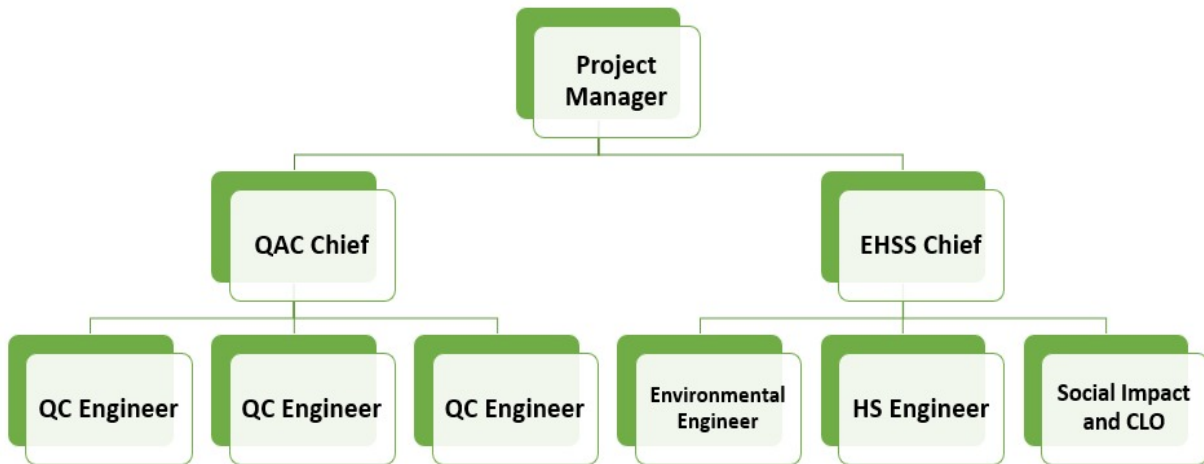 Project
Manager
QAC Chief
EHSS Chief
QC Engineer
QC Engineer
QC Engineer
Environmental
Engineer
HS Engineer
Social Impact
and CLO